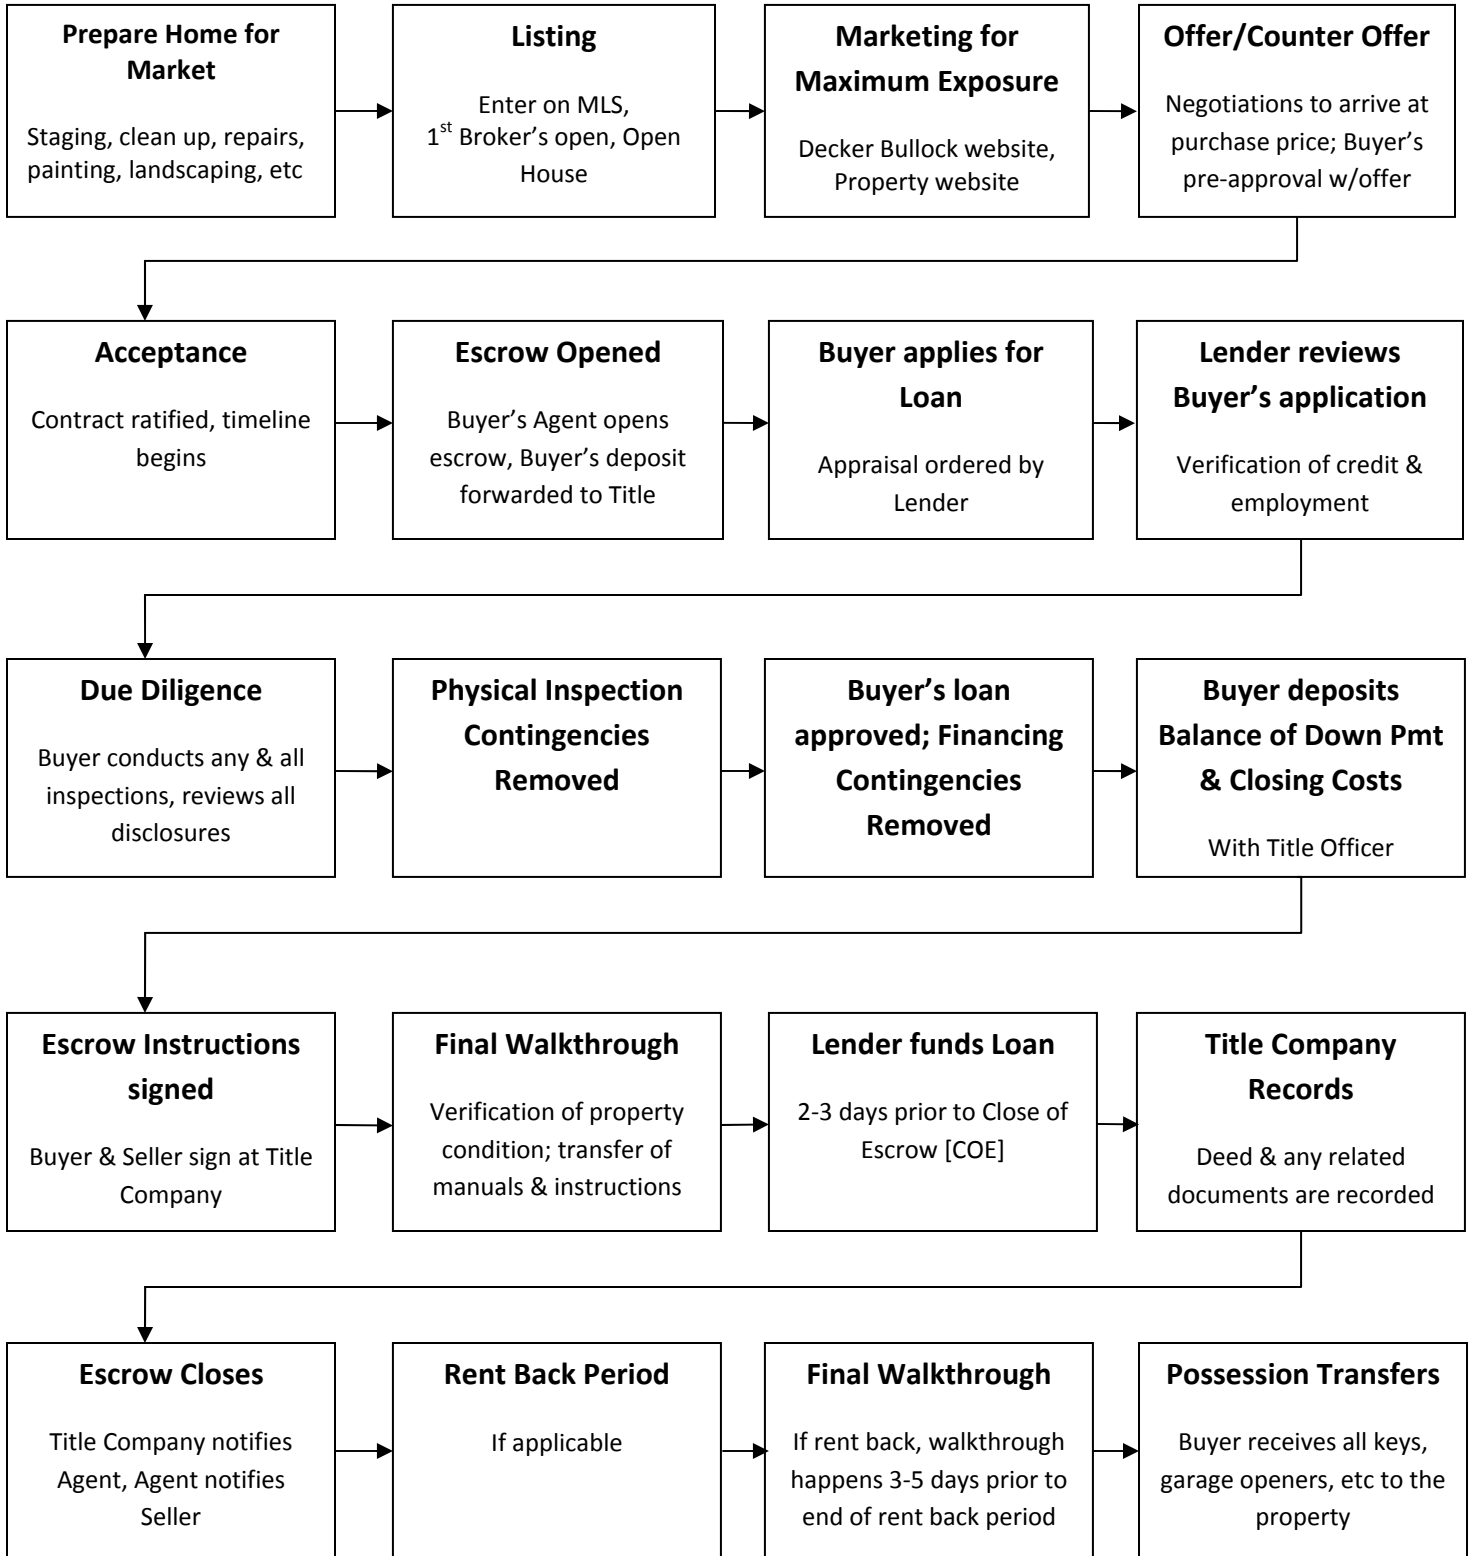 Prepare Home for
Market
Staging, clean up, repairs,
painting, landscaping, etc
Listing
Enter on MLS,
1st Broker’s open, Open
House
Marketing for
Maximum Exposure
Decker Bullock website,
Property website
Offer/Counter Offer
Negotiations to arrive at
purchase price; Buyer’s
pre-approval w/offer
Acceptance
Contract ratified, timeline
begins
Escrow Opened
Buyer’s Agent opens
escrow, Buyer’s deposit
forwarded to Title
Buyer applies for
Loan
Appraisal ordered by
Lender
Lender reviews
Buyer’s application
Verification of credit &
employment
Due Diligence
Buyer conducts any & all
inspections, reviews all
disclosures
Physical Inspection
Contingencies
Removed
Buyer’s loan
approved; Financing
Contingencies
Removed
Buyer deposits
Balance of Down Pmt
& Closing Costs
With Title Officer
Escrow Instructions
signed
Buyer & Seller sign at Title
Company
Final Walkthrough
Verification of property
condition; transfer of
manuals & instructions
Lender funds Loan
2-3 days prior to Close of
Escrow [COE]
Title Company
Records
Deed & any related
documents are recorded
Escrow Closes
Title Company notifies
Agent, Agent notifies
Seller
Rent Back Period
If applicable
Final Walkthrough
If rent back, walkthrough
happens 3-5 days prior to
end of rent back period
Possession Transfers
Buyer receives all keys,
garage openers, etc to the
property